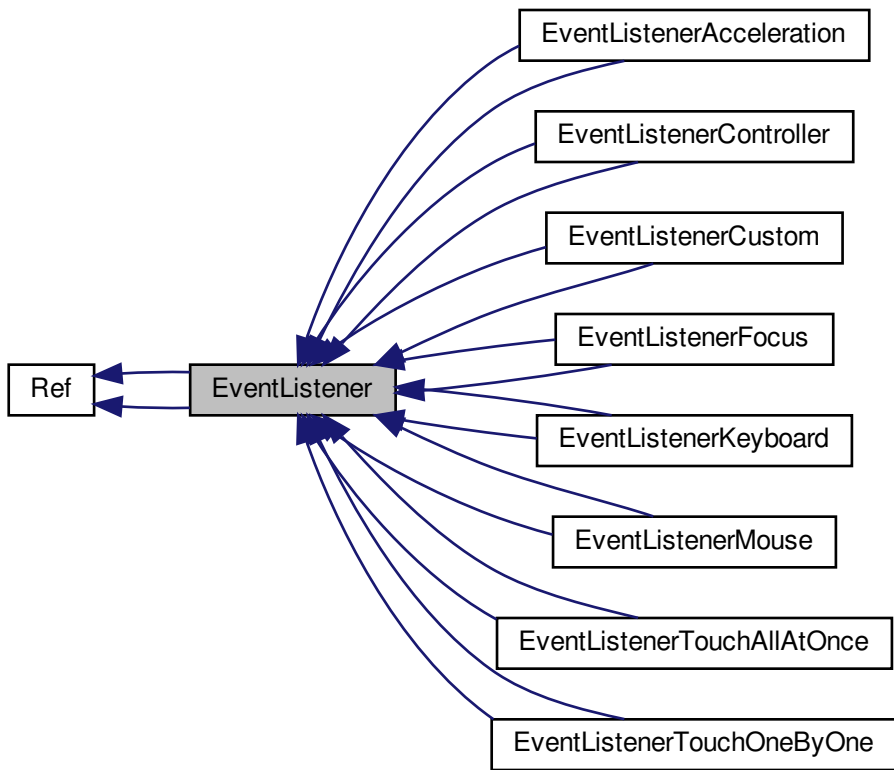 EventListenerAcceleration
EventListenerController
EventListenerCustom
EventListenerFocus
Ref
EventListener
EventListenerKeyboard
EventListenerMouse
EventListenerTouchAllAtOnce
EventListenerTouchOneByOne